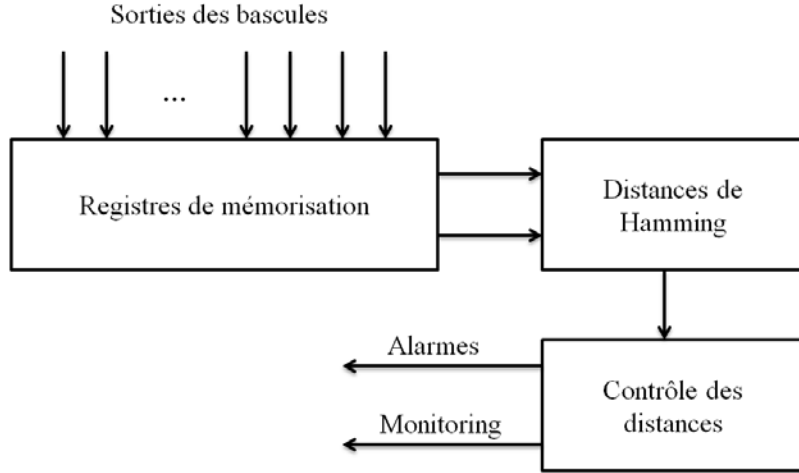 Sorties des bascules
...
Registres de mémorisation
Distances de
Hamming
Alarmes
Contrôle des
distances
Monitoring